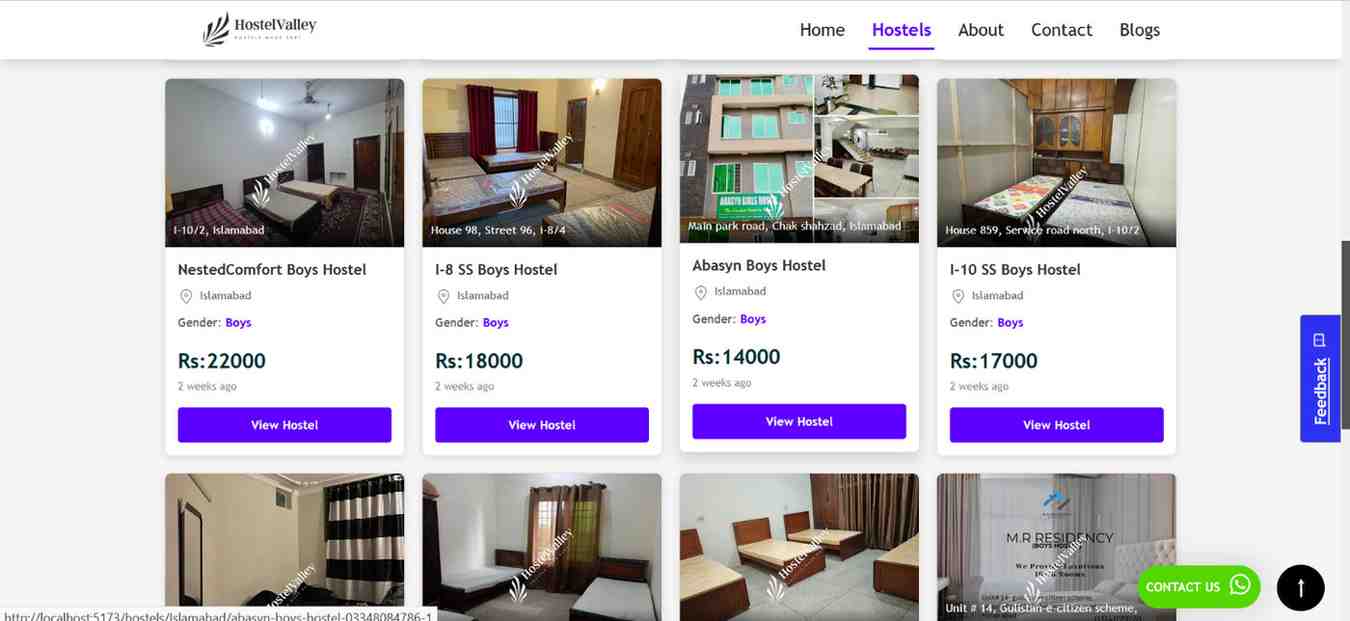 HostelValley
HOSTELS MADE EASY
Home
Hostels
About
Contact
Blogs
HostelValley
I-10/2, Islamabad
NestedComfort Boys Hostel
Islamabad
Gender: Boys
Rs:22000
2 weeks ago
View Hostel
HostelValley
House 98, Street 96, i-8/4
I-8 SS Boys Hostel
Islamabad
Gender: Boys
Rs:18000
2 weeks ago
View Hostel
ABASYN GIRLS
HostelValley
Main park road, Chak shahzad, Islamabad
Abasyn Boys Hostel
Islamabad
Gender: Boys
Rs:14000
2 weeks ago
View Hostel
HostelValley
House 859, Service road north, I-10/2
I-10 SS Boys Hostel
Islamabad
Gender: Boys
Rs:17000
2 weeks ago
View Hostel
Feedback
HostelValley
HostelValley
HostelValley
M.R RESIDENCY
(BOYS HOSTEL)
We Provide Luxurious
Rooms
HostelValley
Unit # 14, Gulistan-e-citizen scheme,
CONTACT US
http://localhost:5173/hostels/Islamabad/abasyn-boys-hostel-03348084786-1